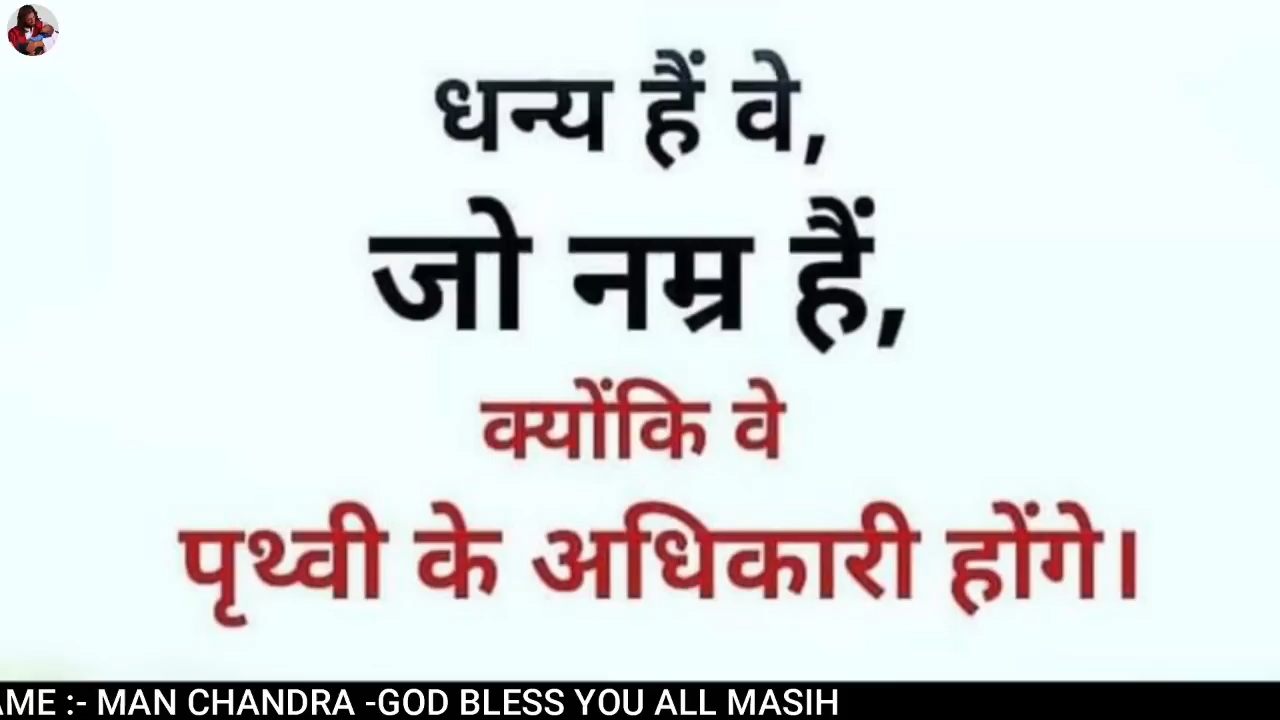 धन्य हैं वे,
जो नम्र हैं,
क्योंकि वे
पृथ्वी के अधिकारी होंगे।
AME :- MAN CHANDRA -GOD BLESS YOU ALL MASIH